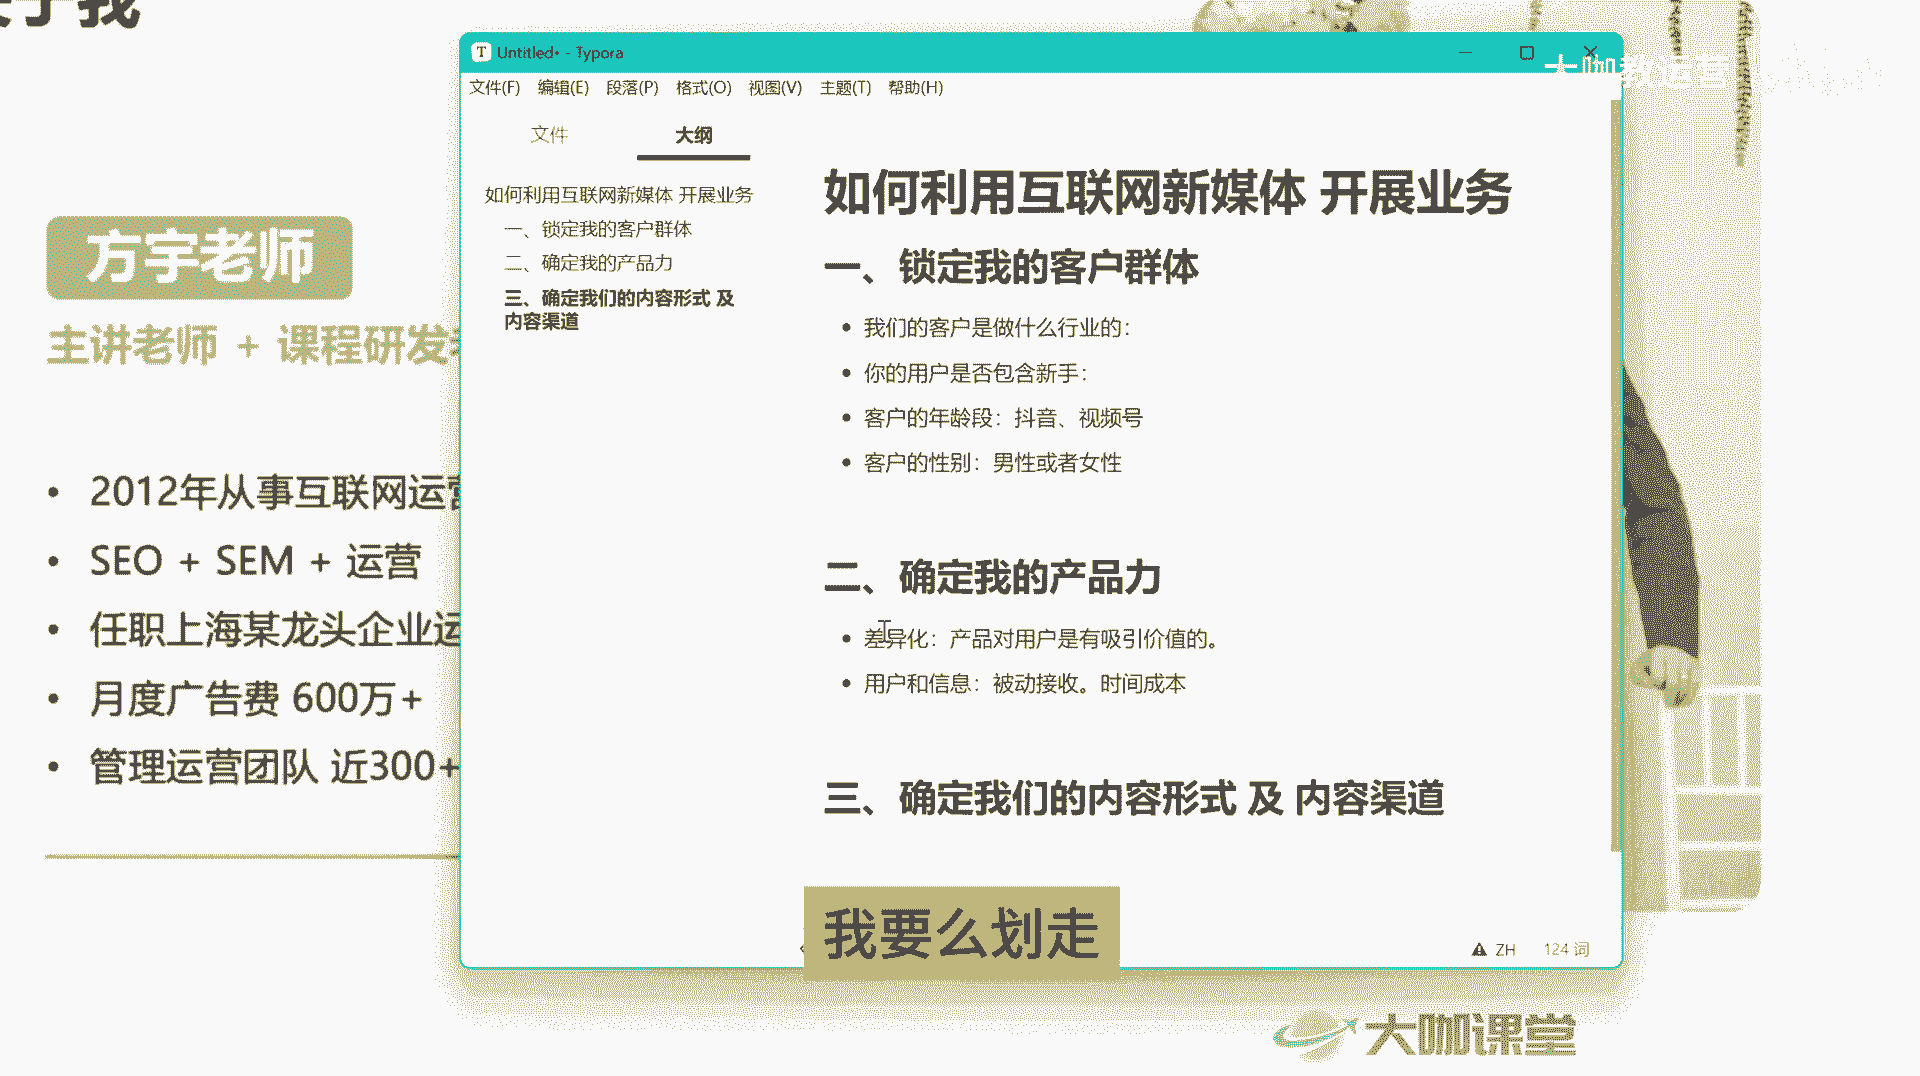 于我
方宇老师
主讲老师 + 课程研发
2012年从事互联网运营
SEO + SEM + 运营
任职上海某龙头企业运
月度广告费 600万+
管理运营团队 近300+
Untitled• - Typora
文件(F) 编辑(E) 段落(P) 格式(O) 视图(V) 主题(T) 帮助(H)
文件 大纲
如何利用互联网新媒体 开展业务
一、锁定我的客户群体
二、确定我的产品力
三、确定我们的内容形式 及
内容渠道
如何利用互联网新媒体 开展业务
一、锁定我的客户群体
我们的客户是做什么行业的：
你的用户是否包含新手：
客户的年龄段：抖音、视频号
客户的性别：男性或者女性
二、确定我的产品力
差异化：产品对用户是有吸引价值的。
用户和信息：被动接收。时间成本
三、确定我们的内容形式 及 内容渠道
我要么划走
ZH 124 词
大咖教运营
大咖课堂